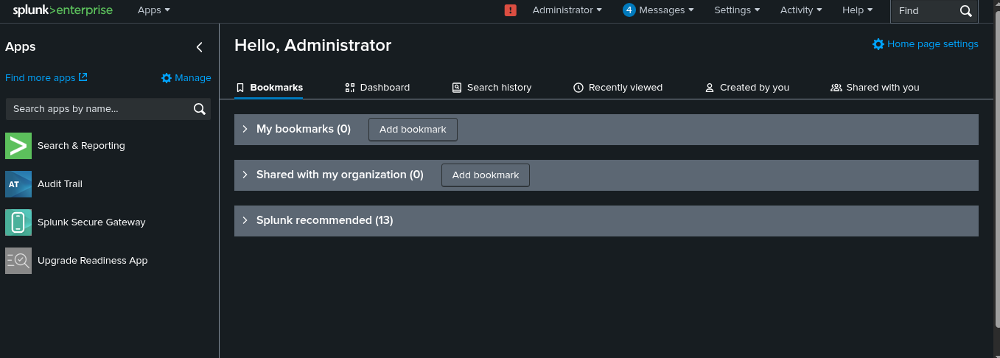 splunk>enterprise Apps ! Administrator 4 Messages Settings Activity Help Find
Apps
Find more apps Manage
Search apps by name...
Search & Reporting
AT Audit Trail
Splunk Secure Gateway
Upgrade Readiness App
Hello, Administrator
Home page settings
Bookmarks Dashboard Search history Recently viewed Created by you Shared with you
My bookmarks (0) Add bookmark
Shared with my organization (0) Add bookmark
Splunk recommended (13)